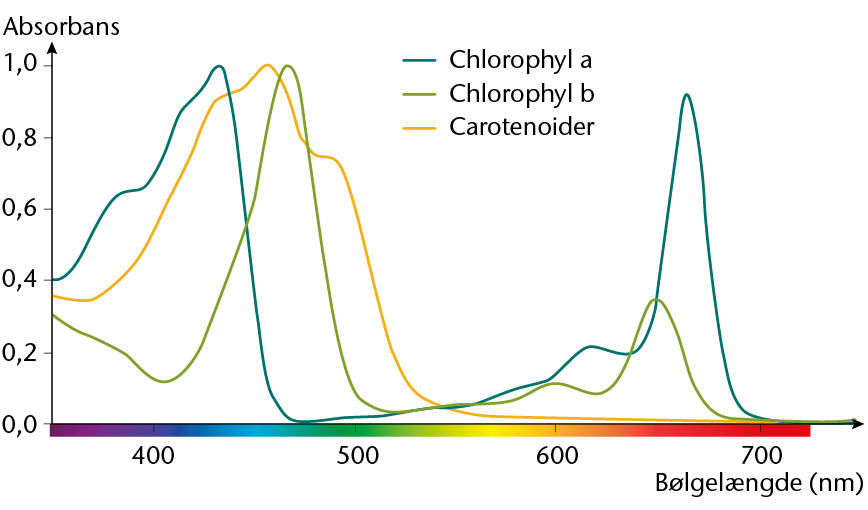 Absorbans
1,0
0,8
0,6
0,4
0,2
0,0
Chlorophyl a
Chlorophyl b
Carotenoider
400 500 600 700
Bølgelængde (nm)